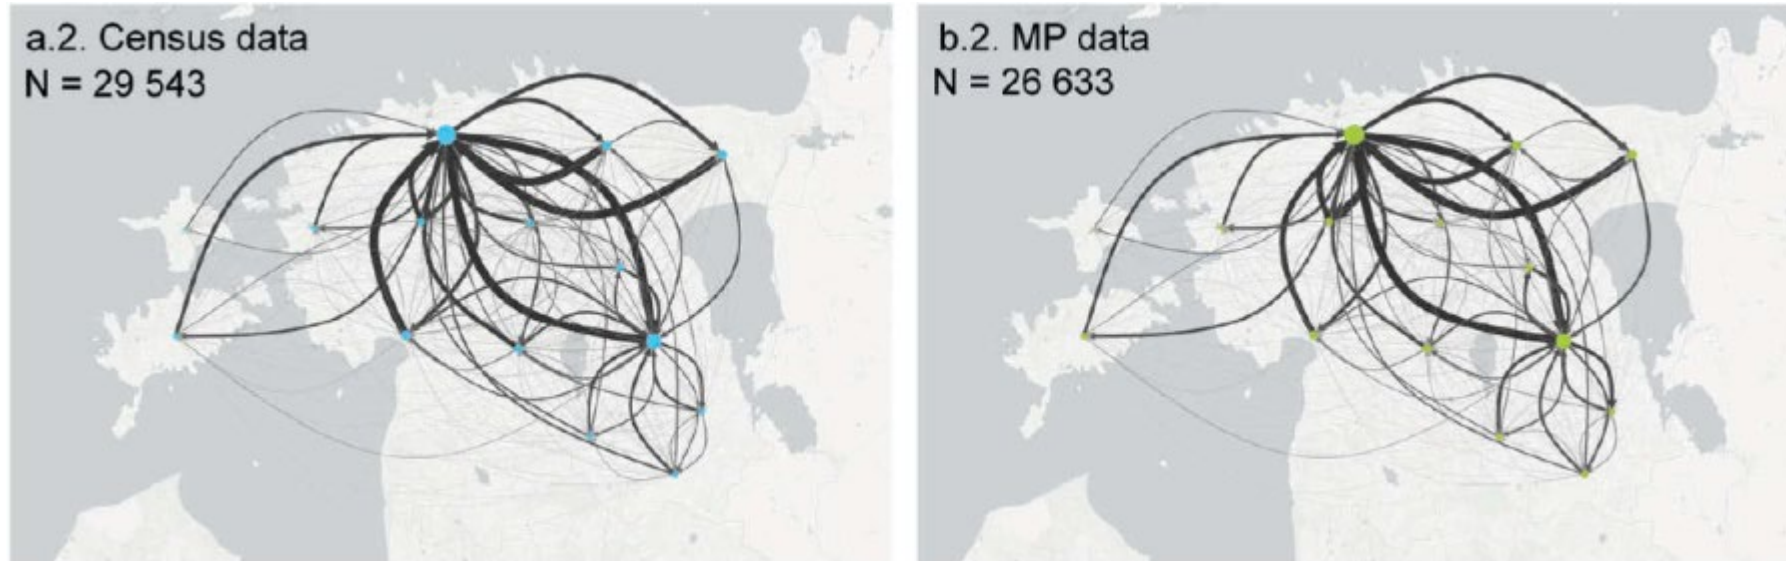 a.2. Census data
N = 29 543
b.2. MP data
N = 26 633